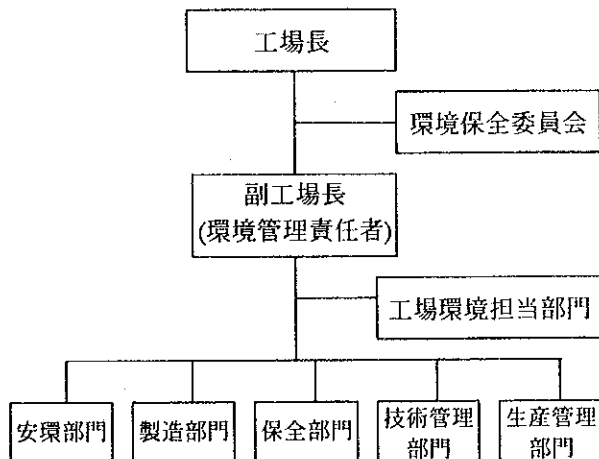 工場長
環境保全委員会
副工場長
(環境管理責任者)
工場環境担当部門
安環部門
製造部門
保全部門
技術管理
部門
生産管理
部門